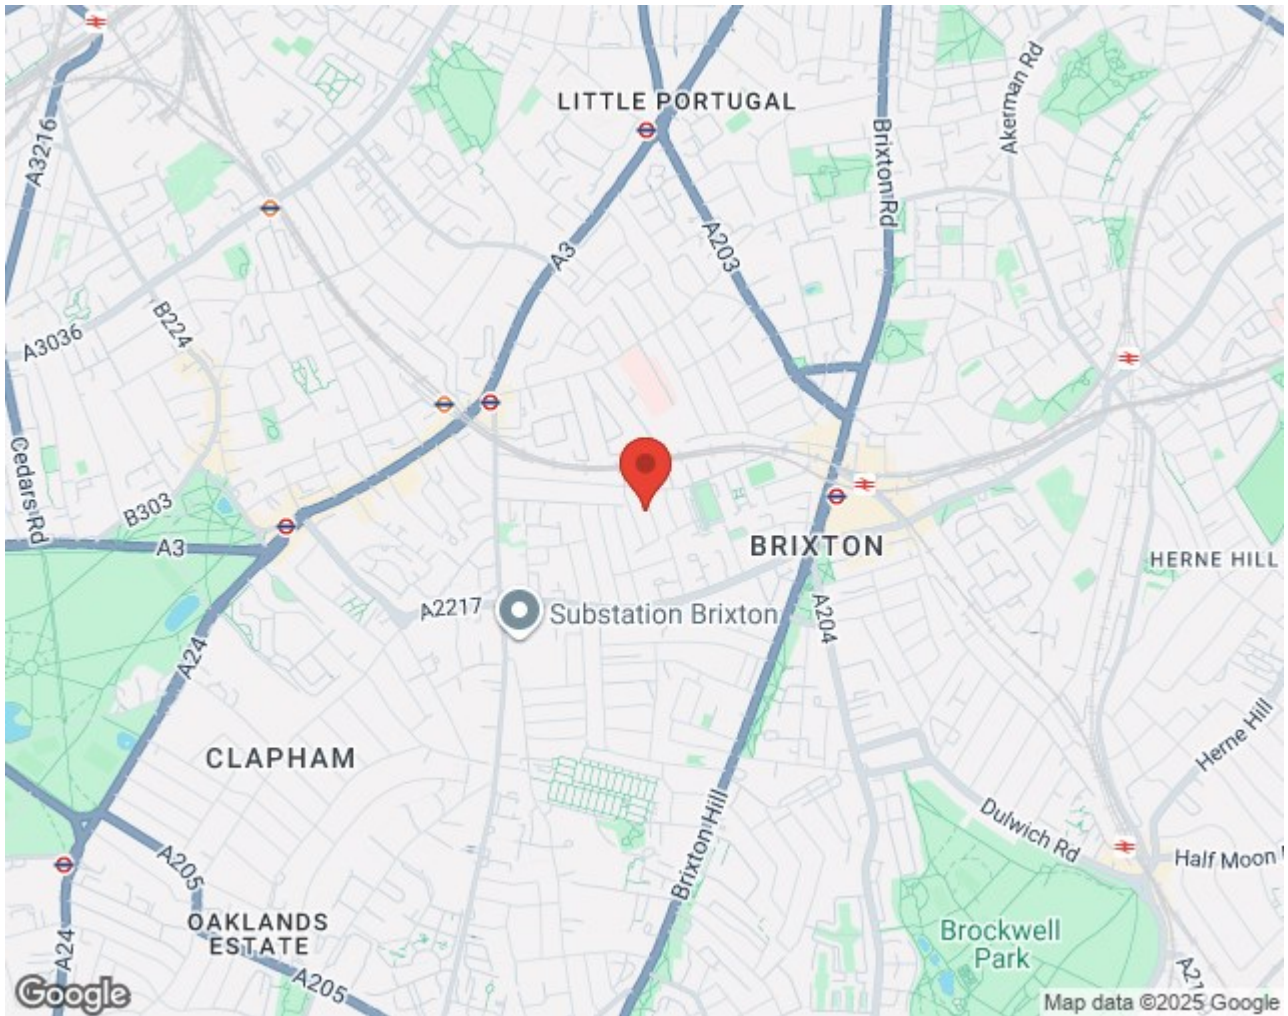 LITTLE PORTUGAL
A3216
Brixton Rd
Akerman Rd
A3
A203
B224
A3036
Cedars Rd
B303
A3
BRIXTON
HERNE HILL
A2217
Substation Brixton
A204
A24
CLAPHAM
Herne Hill
Brixton Hill
Dulwich Rd
Half Moon
A205
OAKLANDS
ESTATE
A24
A205
Brockwell
Park
Google
Map data ©2025 Google